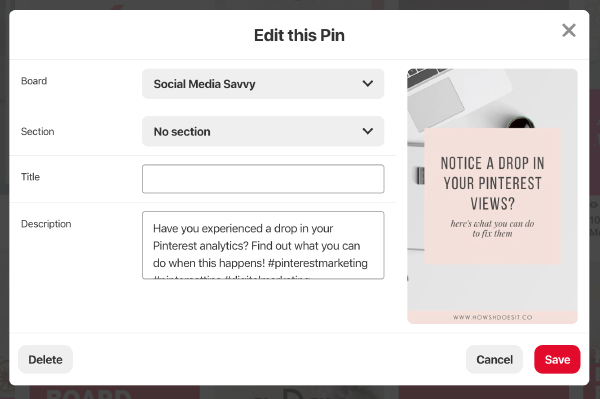 Edit this Pin
Board
Social Media Savvy
Section
No section
Title
Description
Have you experienced a drop in your
Pinterest analytics? Find out what you can
do when this happens! #pinterestmarketing
NOTICE A DROP IN
YOUR PINTEREST
VIEWS?
here's what you can do
to fix them
WWW.HOWSHDOESIT.CO
Delete
Cancel
Save
BOARD